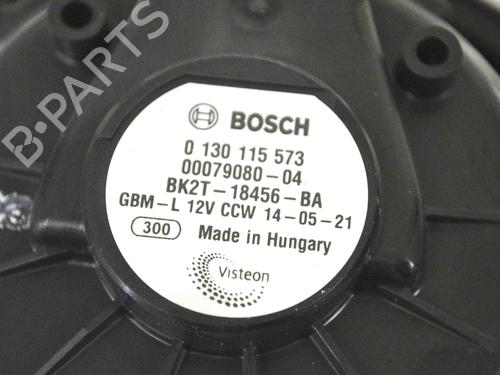 B-PARTS
BOSCH
0 130 115 573
00079080-04
BK2T-18456-BA
GBM-L 12V CCW 14-05-21
300 Made in Hungary
Visteon